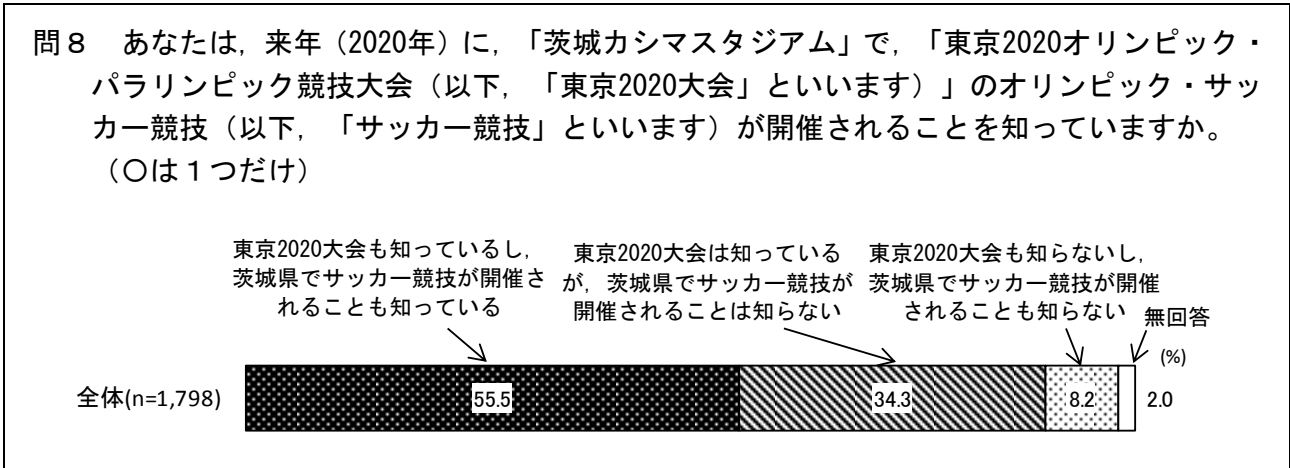 問８　あなたは，来年（2020年）に，「茨城カシマスタジアム」で，「東京2020オリンピック・
パラリンピック競技大会（以下，「東京2020大会」といいます）」のオリンピック・サッ
カー競技（以下，「サッカー競技」といいます）が開催されることを知っていますか。
（○は１つだけ）
東京2020大会も知っているし，
茨城県でサッカー競技が開催さ
れることも知っている
東京2020大会は知っている
が，茨城県でサッカー競技が
開催されることは知らない
東京2020大会も知らないし，
茨城県でサッカー競技が開催
されることも知らない
無回答
(%)
全体(n=1,798)
55.5
34.3
8.2
2.0